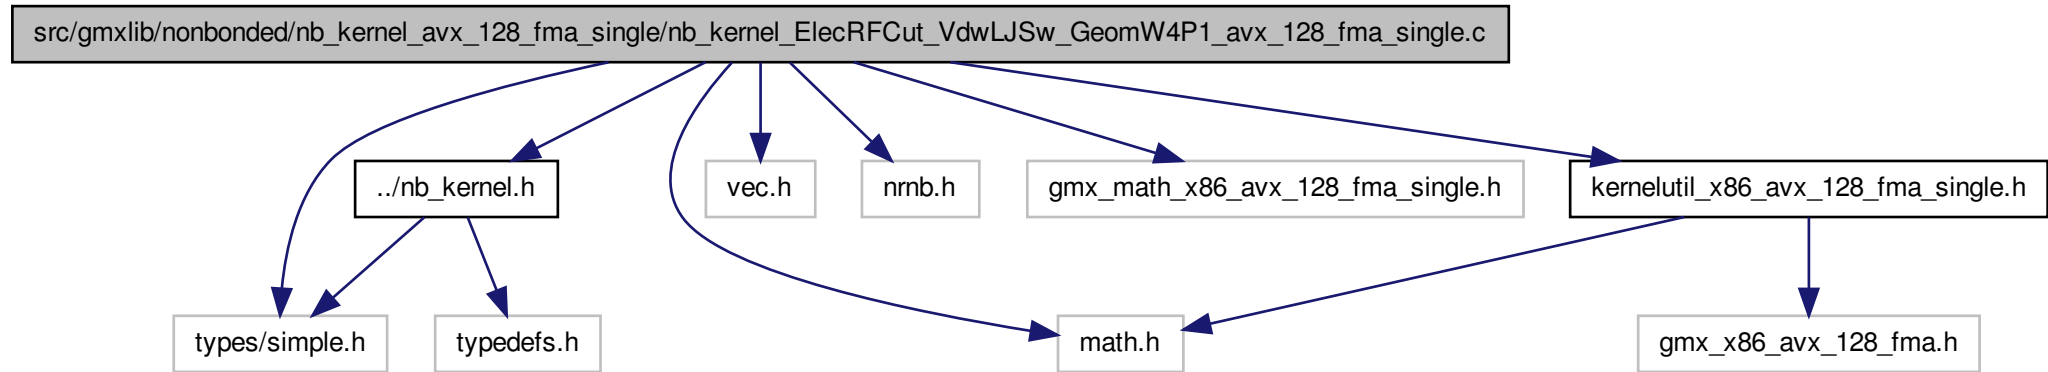 src/gmxlib/nonbonded/nb_kernel_avx_128_fma_single/nb_kernel_ElecRFCut_VdwLJSw_GeomW4P1_avx_128_fma_single.c
../nb_kernel.h
vec.h
nrnb.h
gmx_math_x86_avx_128_fma_single.h
kernelutil_x86_avx_128_fma_single.h
types/simple.h
typedefs.h
math.h
gmx_x86_avx_128_fma.h